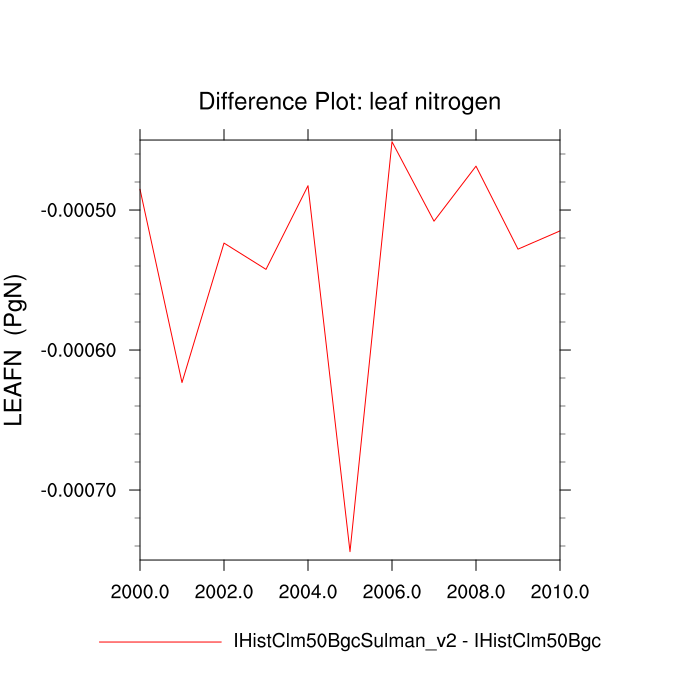 Difference Plot: leaf nitrogen
LEAFN (PgN)
-0.00050
-0.00060
-0.00070
2000.0 2002.0 2004.0 2006.0 2008.0 2010.0
IHistClm50BgcSulman_v2 - IHistClm50Bgc